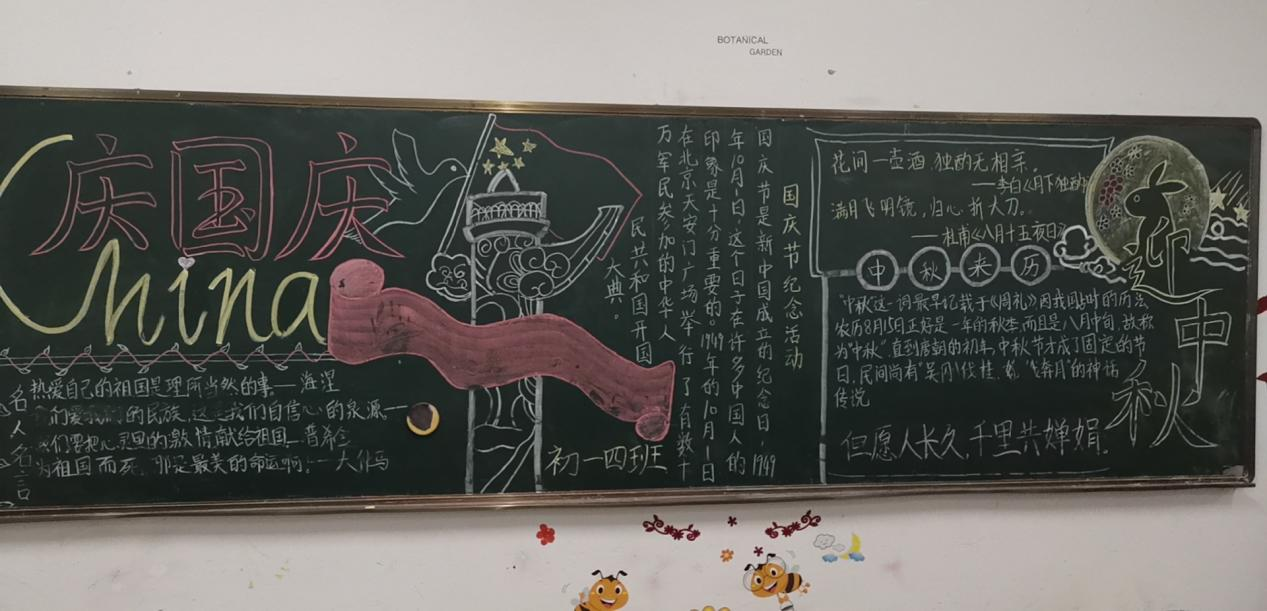 BOTANICAL
GARDEN
庆国庆
China
名人名言
热爱自己的祖国是理所当然的事——海涅
们爱我们的民族,这是我们自信心的泉源。—
们要把心灵里的激情献给祖国—普希金
为祖国而死,那是最美的命运啊!—大仲马
初一四班
国庆节纪念活动
国庆节是新中国成立的纪念日,1949
年10月1日,这个日子在许多中国人的
印象是十分重要的。1949年的10月1日
在北京天安门广场举行了有数十
万军民参加的中华人
民共和国开国
大典。
花间一壶酒,独酌无相亲。
——李白《月下独酌
满月飞明镜,归心折大刀。
——杜甫《八月十五夜月》
中秋来历
"中秋"这一词最早记载于《周礼》因我国古时的历法
农历8月15日正好是一年的秋季而且是八月中旬,故称
为"中秋"直到唐朝的初年,中秋节才成了固定的节
日,民间尚有"吴刚"伐桂,奔月"的神话
传说
但愿人长久,千里共婵娟。
迎中秋